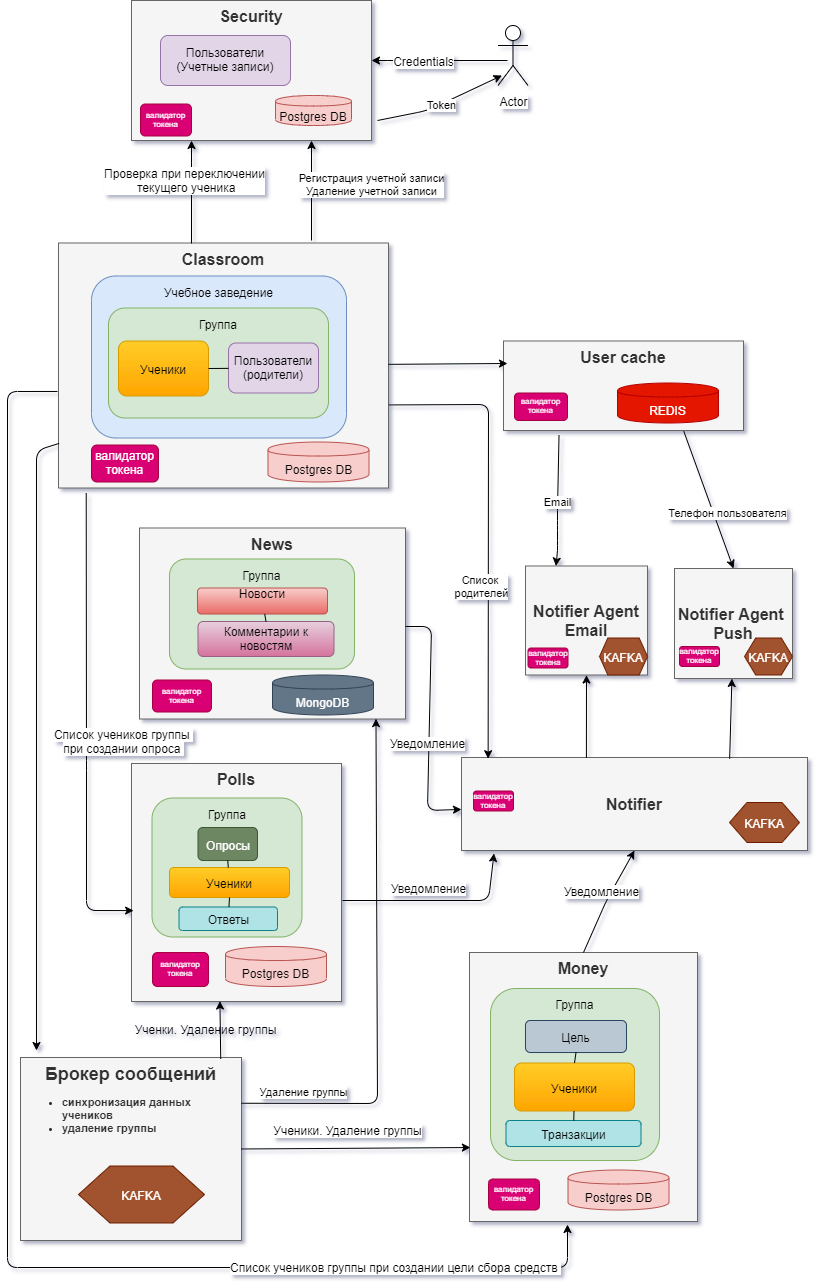 Security
Пользователи
(Учетные записи)
валидатор
токена
Postgres DB
Credentials
Token
Actor
Проверка при переключении
текущего ученика
Регистрация учетной записи
Удаление учетной записи
Classroom
Учебное заведение
Группа
Ученики
Пользователи
(родители)
валидатор
токена
Postgres DB
User cache
валидатор
токена
REDIS
Email
Телефон пользователя
Список
родителей
News
Группа
Новости
Комментарии к
новостям
валидатор
токена
MongoDB
Notifier Agent
Email
валидатор
токена
KAFKA
Notifier Agent
Push
валидатор
токена
KAFKA
Список учеников группы
при создании опроса
Уведомление
Polls
Группа
Опросы
Ученики
Ответы
валидатор
токена
Postgres DB
Notifier
валидатор
токена
KAFKA
Уведомление
Уведомление
Money
Группа
Цель
Ученики
Транзакции
валидатор
токена
Postgres DB
Ученки. Удаление группы
Брокер сообщений
• синхронизация данных
учеников
• удаление группы
KAFKA
Удаление группы
Ученики. Удаление группы
Список учеников группы при создании цели сбора средств